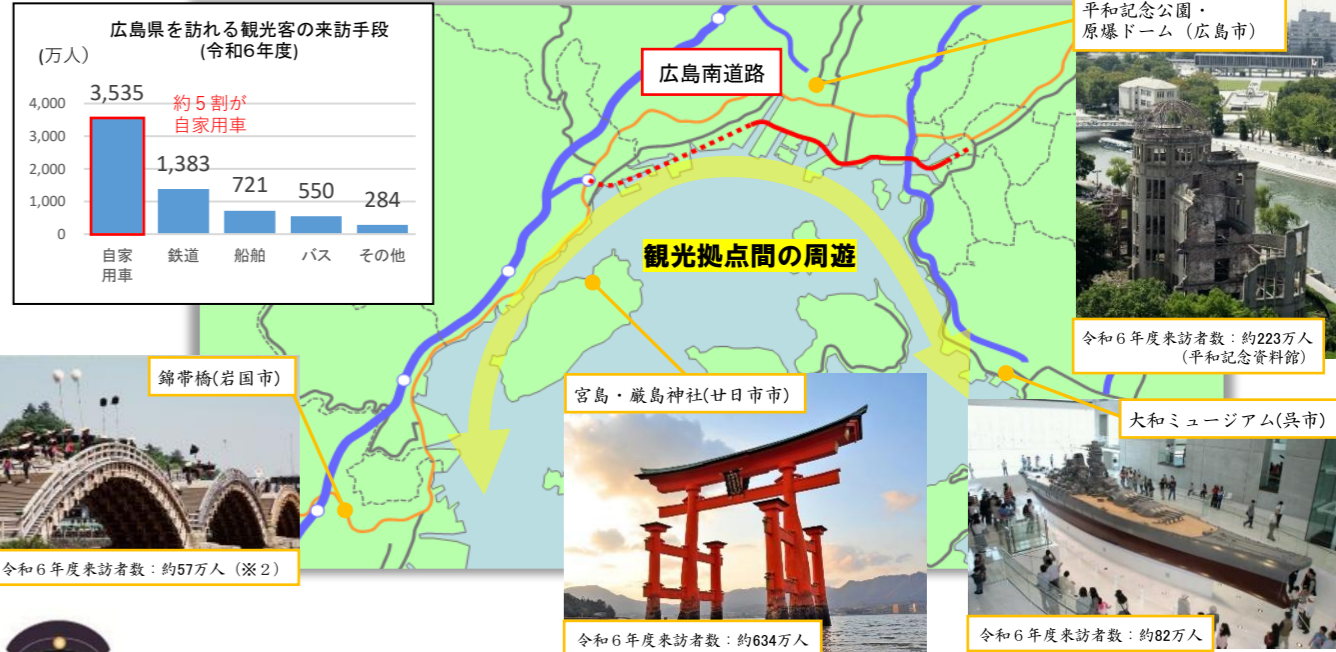 広島県を訪れる観光客の来訪手段
(令和6年度)
(万人)
4,000
3,000
2,000
1,000
0
3,535
1,383
721
550
284
約5割が
自家用車
自家
用車
鉄道
船舶
バス
その他
広島南道路
平和記念公園・
原爆ドーム（広島市）
令和6年度来訪者数：約223万人
（平和記念資料館）
観光拠点間の周遊
錦帯橋(岩国市)
令和6年度来訪者数：約57万人（※2）
宮島・厳島神社(廿日市市)
令和6年度来訪者数：約634万人
大和ミュージアム(呉市)
令和6年度来訪者数：約82万人